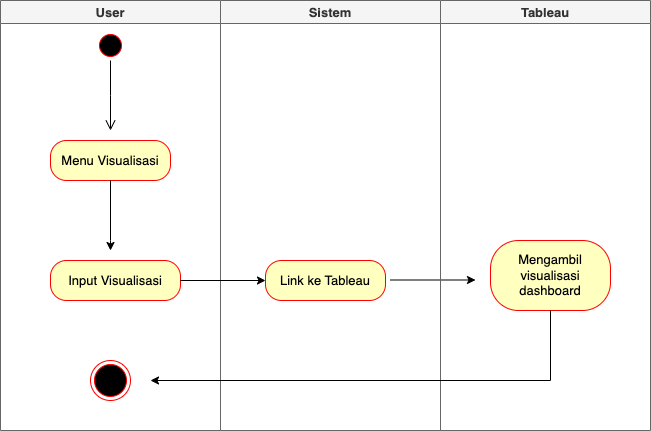 User
Sistem
Tableau
Menu Visualisasi
Input Visualisasi
Link ke Tableau
Mengambil
visualisasi
dashboard